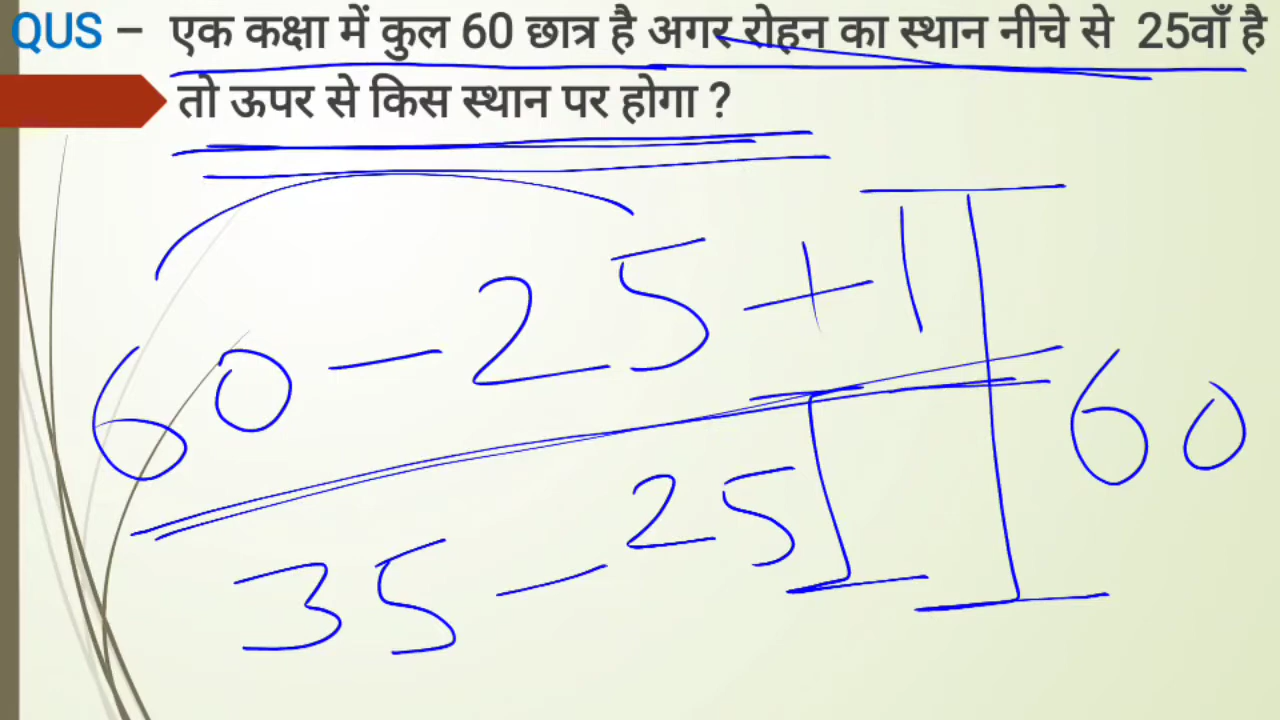 QUS – एक कक्षा में कुल 60 छात्र है अगर रोहन का स्थान नीचे से 25वाँ है
तो ऊपर से किस स्थान पर होगा ?
60 – 25 + 1
60
25
35 –